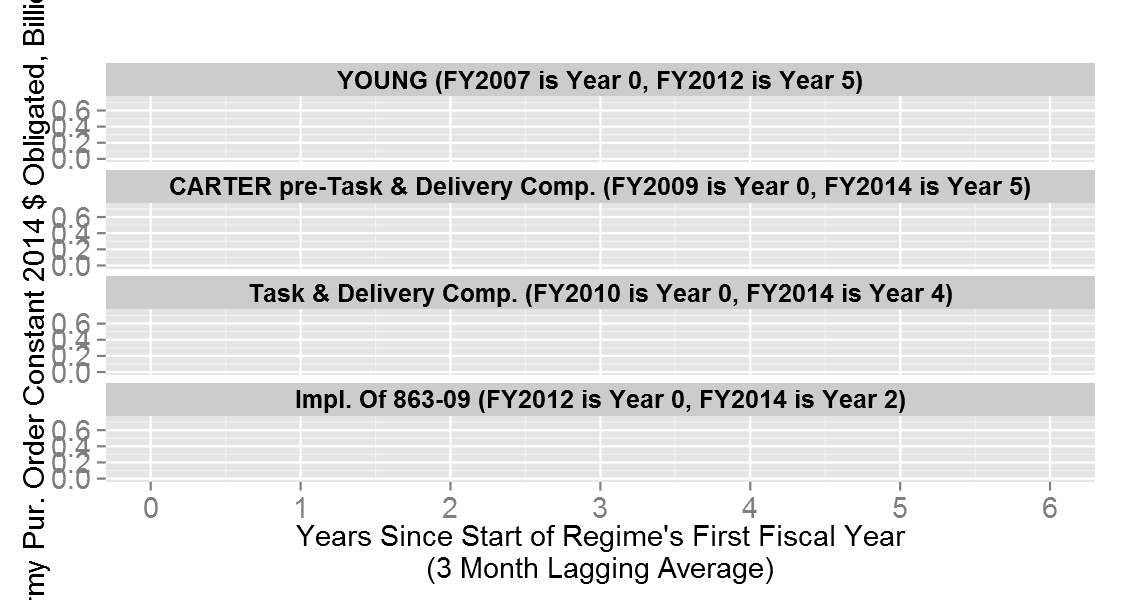 rmy Pur. Order Constant 2014 $ Obligated, Billio
YOUNG (FY2007 is Year 0, FY2012 is Year 5)
0.6
0.4
0.2
0.0
CARTER pre-Task & Delivery Comp. (FY2009 is Year 0, FY2014 is Year 5)
0.6
0.4
0.2
0.0
Task & Delivery Comp. (FY2010 is Year 0, FY2014 is Year 4)
0.6
0.4
0.2
0.0
Impl. Of 863-09 (FY2012 is Year 0, FY2014 is Year 2)
0.6
0.4
0.2
0.0
0 1 2 3 4 5 6
Years Since Start of Regime's First Fiscal Year
(3 Month Lagging Average)